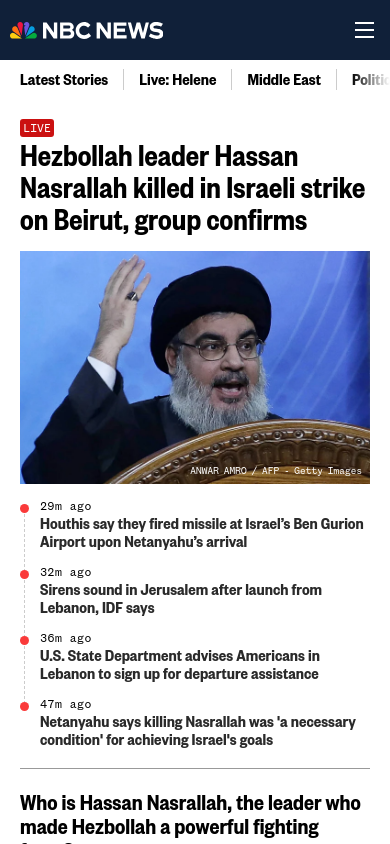 NBC NEWS
Latest Stories
Live: Helene
Middle East
Politic
LIVE
Hezbollah leader Hassan
Nasrallah killed in Israeli strike
on Beirut, group confirms
ANWAR AMRO / AFP - Getty Images
29m ago
Houthis say they fired missile at Israel’s Ben Gurion
Airport upon Netanyahu’s arrival
32m ago
Sirens sound in Jerusalem after launch from
Lebanon, IDF says
36m ago
U.S. State Department advises Americans in
Lebanon to sign up for departure assistance
47m ago
Netanyahu says killing Nasrallah was 'a necessary
condition' for achieving Israel's goals
Who is Hassan Nasrallah, the leader who
made Hezbollah a powerful fighting